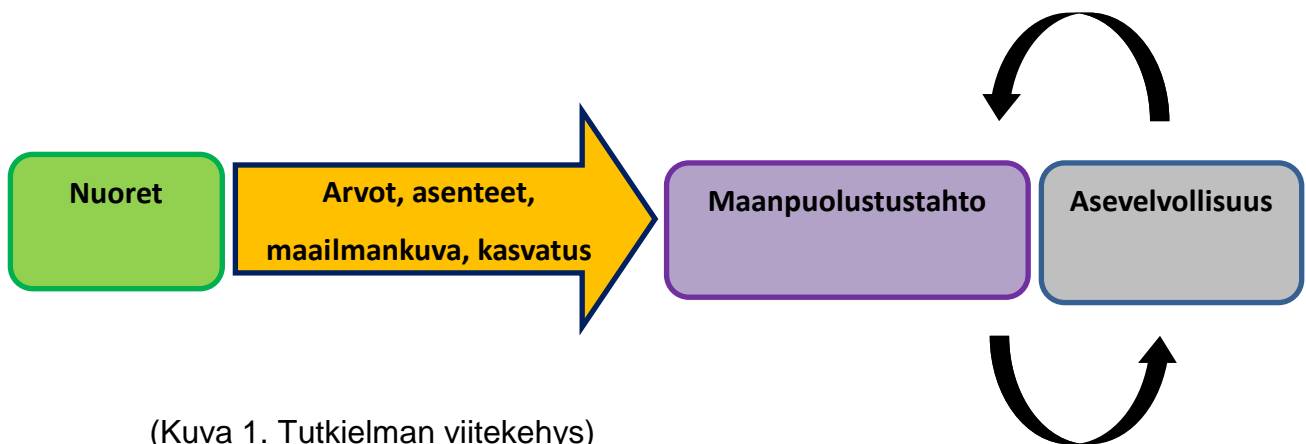 Nuoret
Arvot, asenteet,
maailmankuva, kasvatus
Maanpuolustustahto
Asevelvollisuus
(Kuva 1. Tutkielman viitekehys)